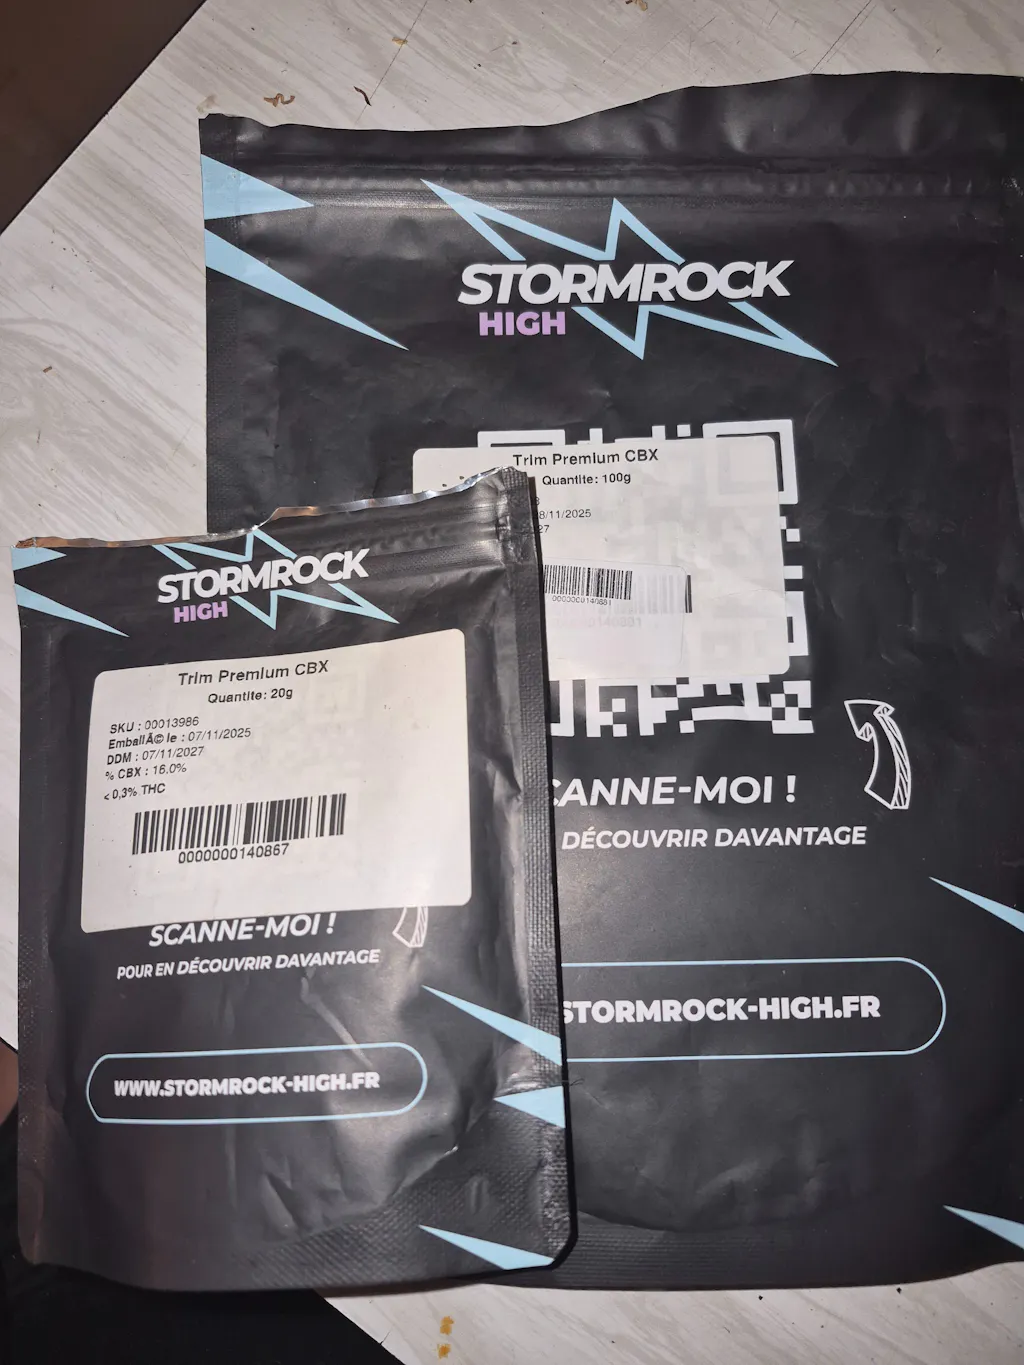 STORMROCK
HIGH
Trim Premium CBX
Quantite: 100g
8/11/2025
27
0000000140881
CANNE-MOI !
DÉCOUVRIR DAVANTAGE
STORMROCK-HIGH.FR
STORMROCK
HIGH
Trim Premium CBX
Quantite: 20g
SKU : 00013986
EmballÃ© le : 07/11/2025
DDM : 07/11/2027
% CBX : 16.0%
<0,3% THC
0000000140867
SCANNE-MOI !
POUR EN DÉCOUVRIR DAVANTAGE
WWW.STORMROCK-HIGH.FR